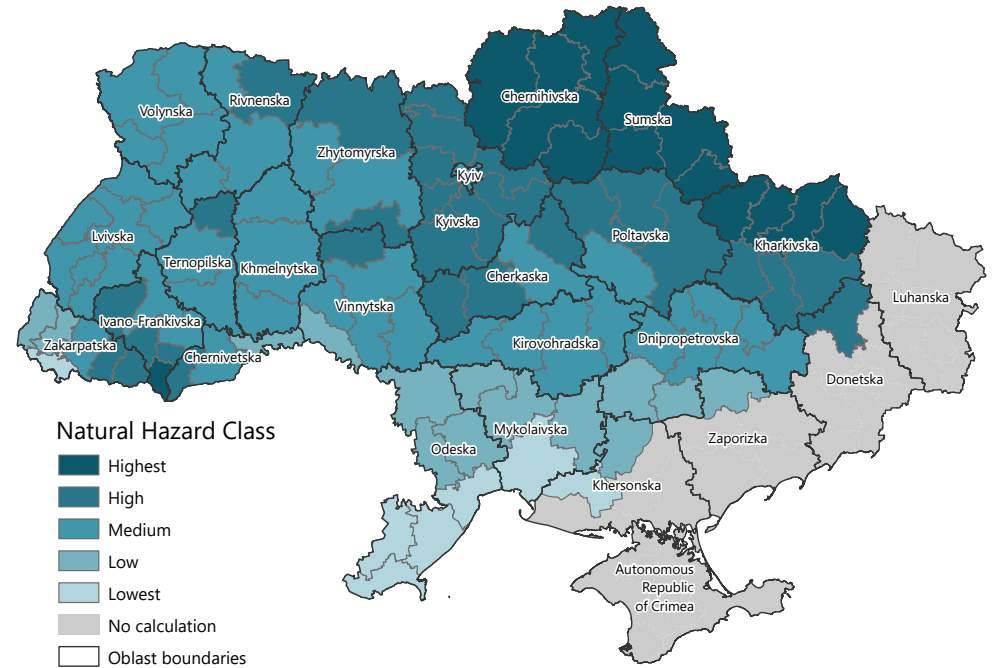 Chernihivska
Rivnenska
Volynska
Sumska
Zhytomyrska
Kyiv
Kyivska
Lvivska
Poltavska
Kharkivska
Ternopilska
Khmelnytska
Cherkaska
Luhanska
Vinnytska
Ivano-Frankivska
Zakarpatska
Chernivetska
Kirovohradska
Dnipropetrovska
Donetska
Natural Hazard Class
Highest
High
Medium
Low
Lowest
No calculation
Oblast boundaries
Mykolaivska
Zaporizka
Odeska
Khersonska
Autonomous
Republic
of Crimea